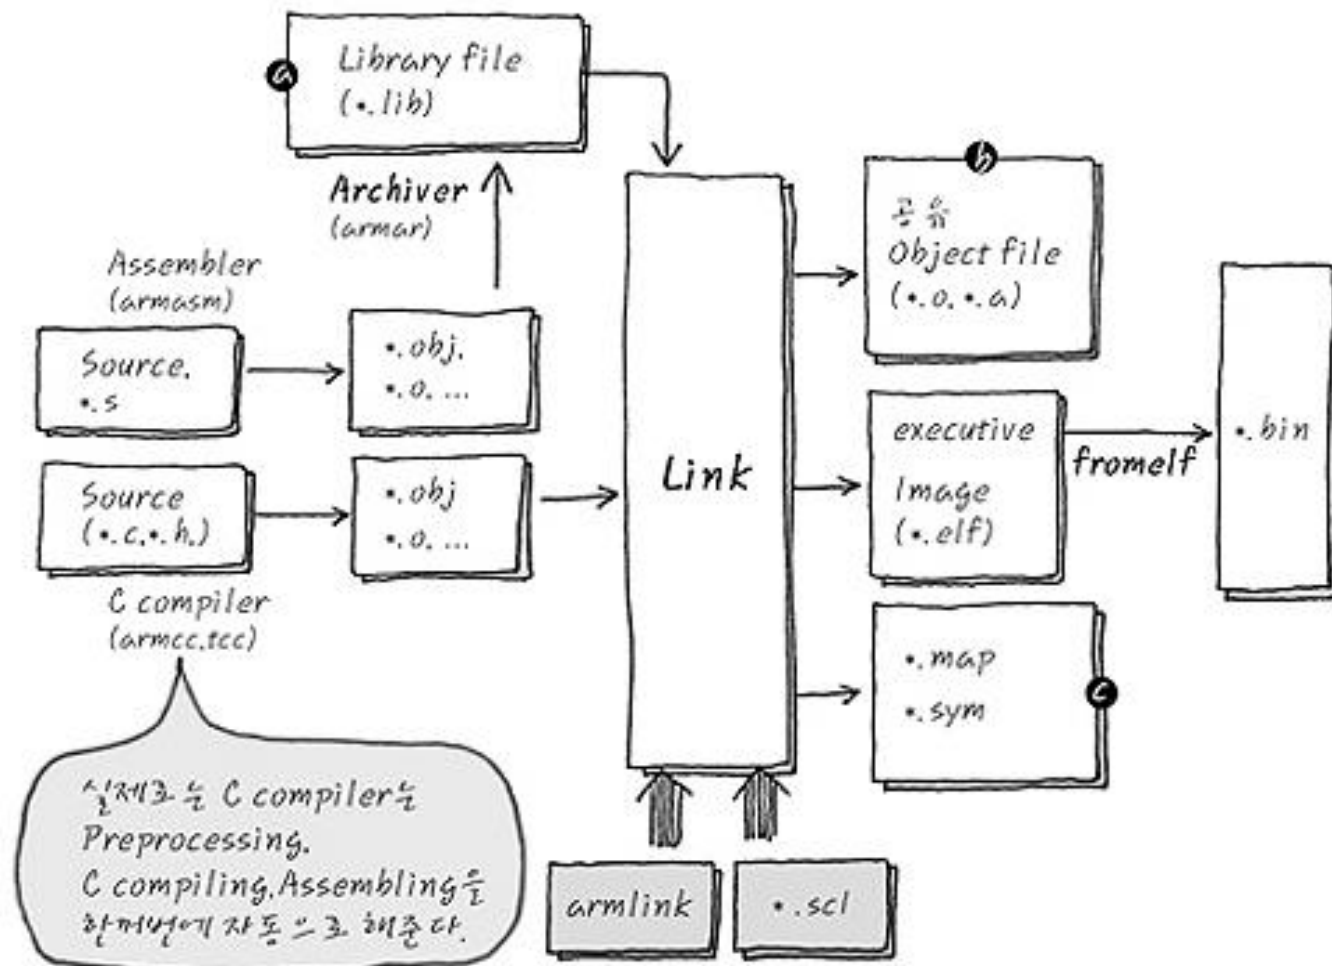 a
Library file
(*.lib)
Archiver
(armar)
Assembler
(armasm)
Source.
*.s
*.obj.
*.o. ...
Source
(*.c.*.h.)
*.obj
*.o. ...
C compiler
(armcc.tcc)
실제로는 C compiler는
Preprocessing.
C compiling.Assembling을
한꺼번에 자동으로 해준다.
Link
armlink
*.scl
b
공유
Object file
(*.o.*.a)
executive
Image
(*.elf)
fromelf
*.bin
*.map
*.sym
c